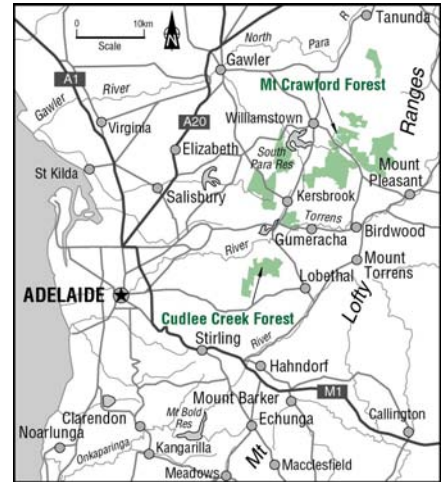 0 10km
Scale
N
Tanunda
North Para R
Gawler
Mt Crawford Forest
A1
River
Gawler
A20
Virginia
Williamstown
Ranges
Elizabeth
South
Para Res
Mount
Pleasant
St Kilda
Salisbury
Kersbrook
Torrens
Gumeracha
Birdwood
River
Mount
Torrens
Lobethal
Lofty
ADELAIDE
Cudlee Creek Forest
River
Stirling
Hahndorf
M1
Mount Barker
Mt Bold
Res
Clarendon
Echunga
Callington
Noarlunga
Onkaparinga
Kangarilla
Mt
Meadows
Macclesfield